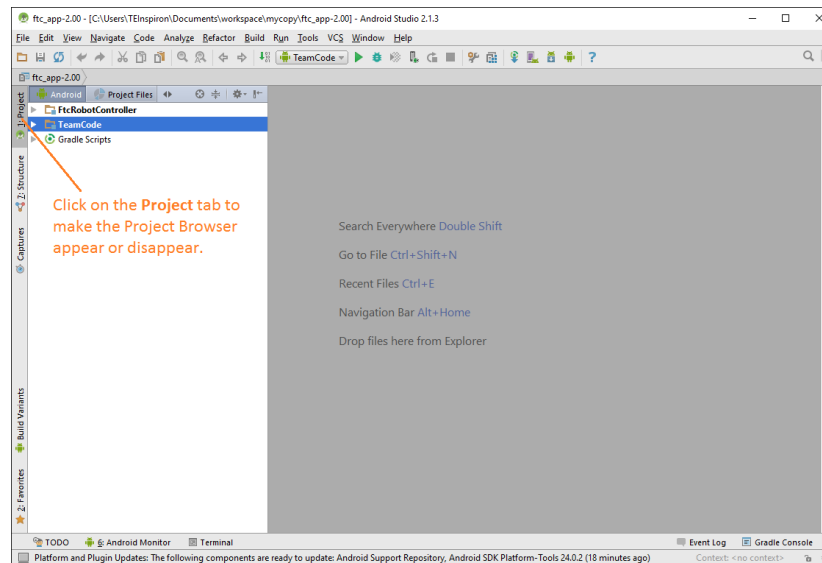 ftc_app-2.00 - [C:\Users\TEInspiron\Documents\workspace\mycopy\ftc_app-2.00] - Android Studio 2.1.3
File Edit View Navigate Code Analyze Refactor Build Run Tools VCS Window Help
TeamCode
ftc_app-2.00
Android Project Files
1: Project
FtcRobotController
TeamCode
Gradle Scripts
7: Structure
Captures
Click on the Project tab to
make the Project Browser
appear or disappear.
Search Everywhere Double Shift
Go to File Ctrl+Shift+N
Recent Files Ctrl+E
Navigation Bar Alt+Home
Drop files here from Explorer
Build Variants
2: Favorites
TODO 6: Android Monitor Terminal Event Log Gradle Console
Platform and Plugin Updates: The following components are ready to update: Android Support Repository, Android SDK Platform-Tools 24.0.2 (18 minutes ago) Context: <no context>